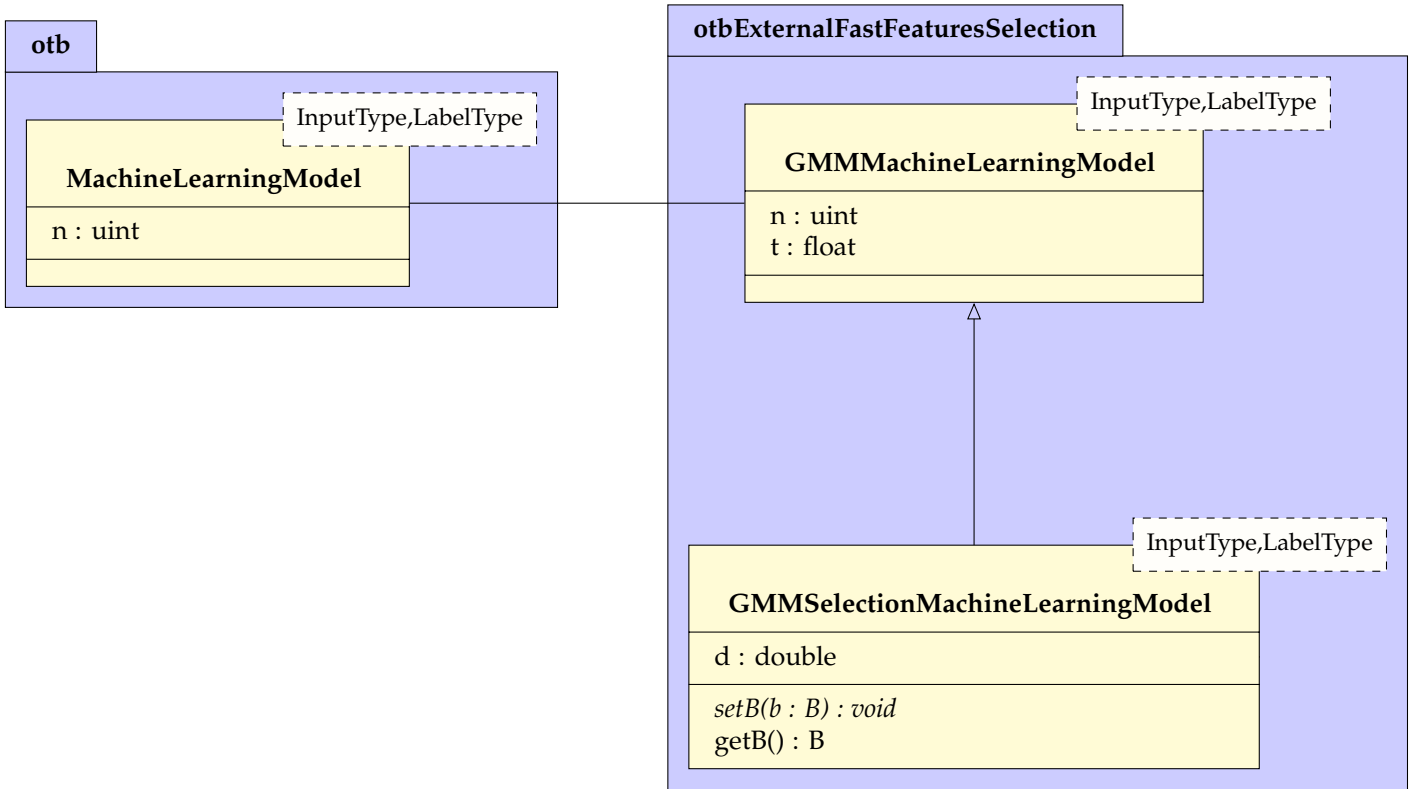 otb
InputType,LabelType
MachineLearningModel
n : uint
otbExternalFastFeaturesSelection
InputType,LabelType
GMMMachineLearningModel
n : uint
t : float
InputType,LabelType
GMMSelectionMachineLearningModel
d : double
setB(b : B) : void
getB() : B